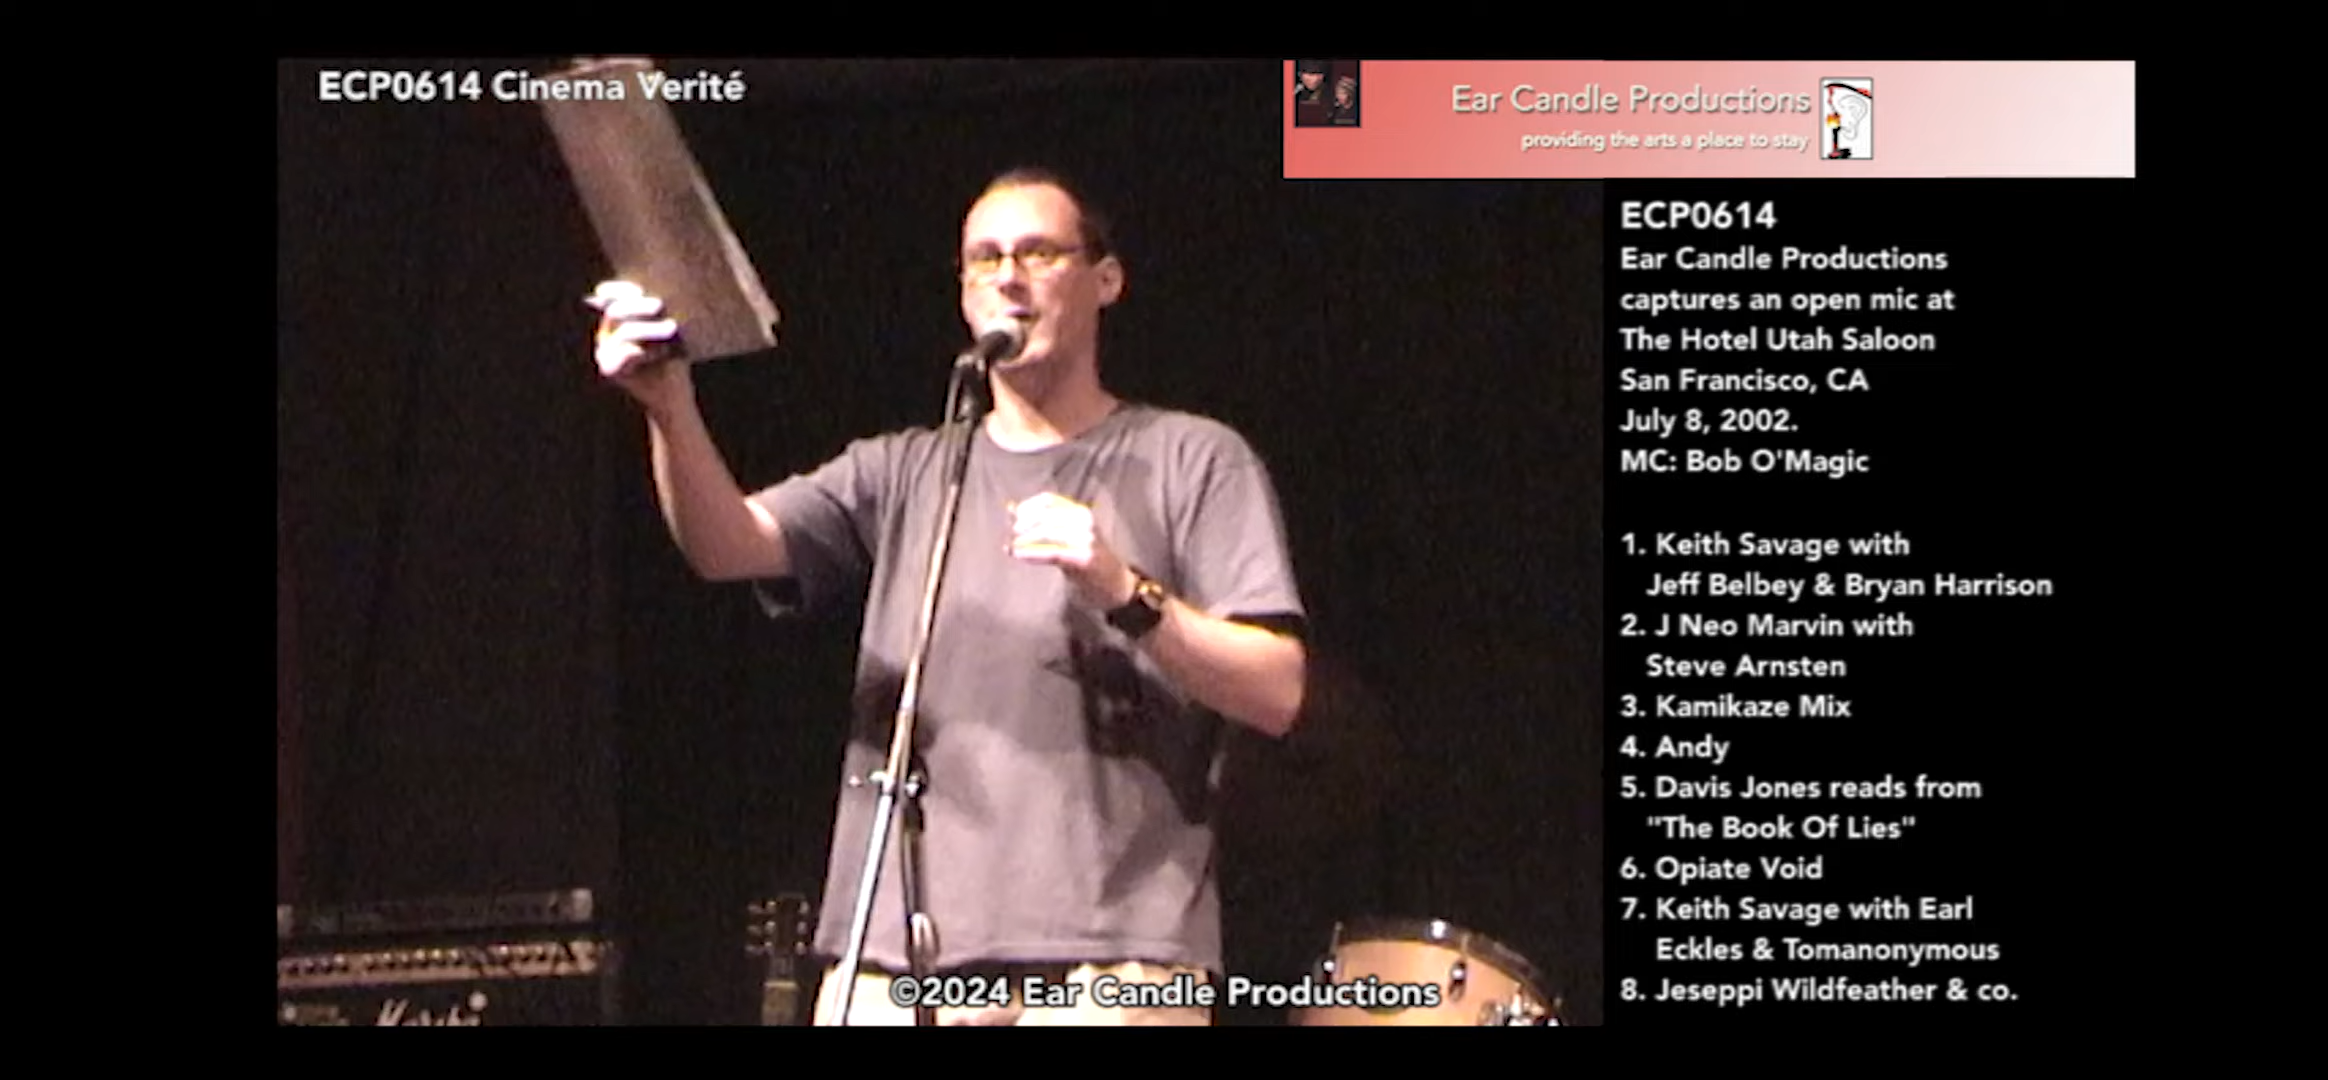 ECP0614 Cinema Verité
Ear Candle Productions
providing the arts a place to stay
ECP0614
Ear Candle Productions
captures an open mic at
The Hotel Utah Saloon
San Francisco, CA
July 8, 2002.
MC: Bob O'Magic
1. Keith Savage with
Jeff Belbey & Bryan Harrison
2. J Neo Marvin with
Steve Arnsten
3. Kamikaze Mix
4. Andy
5. Davis Jones reads from
"The Book Of Lies"
6. Opiate Void
7. Keith Savage with Earl
Eckles & Tomanonymous
8. Jeseppi Wildfeather & co.
©2024 Ear Candle Productions